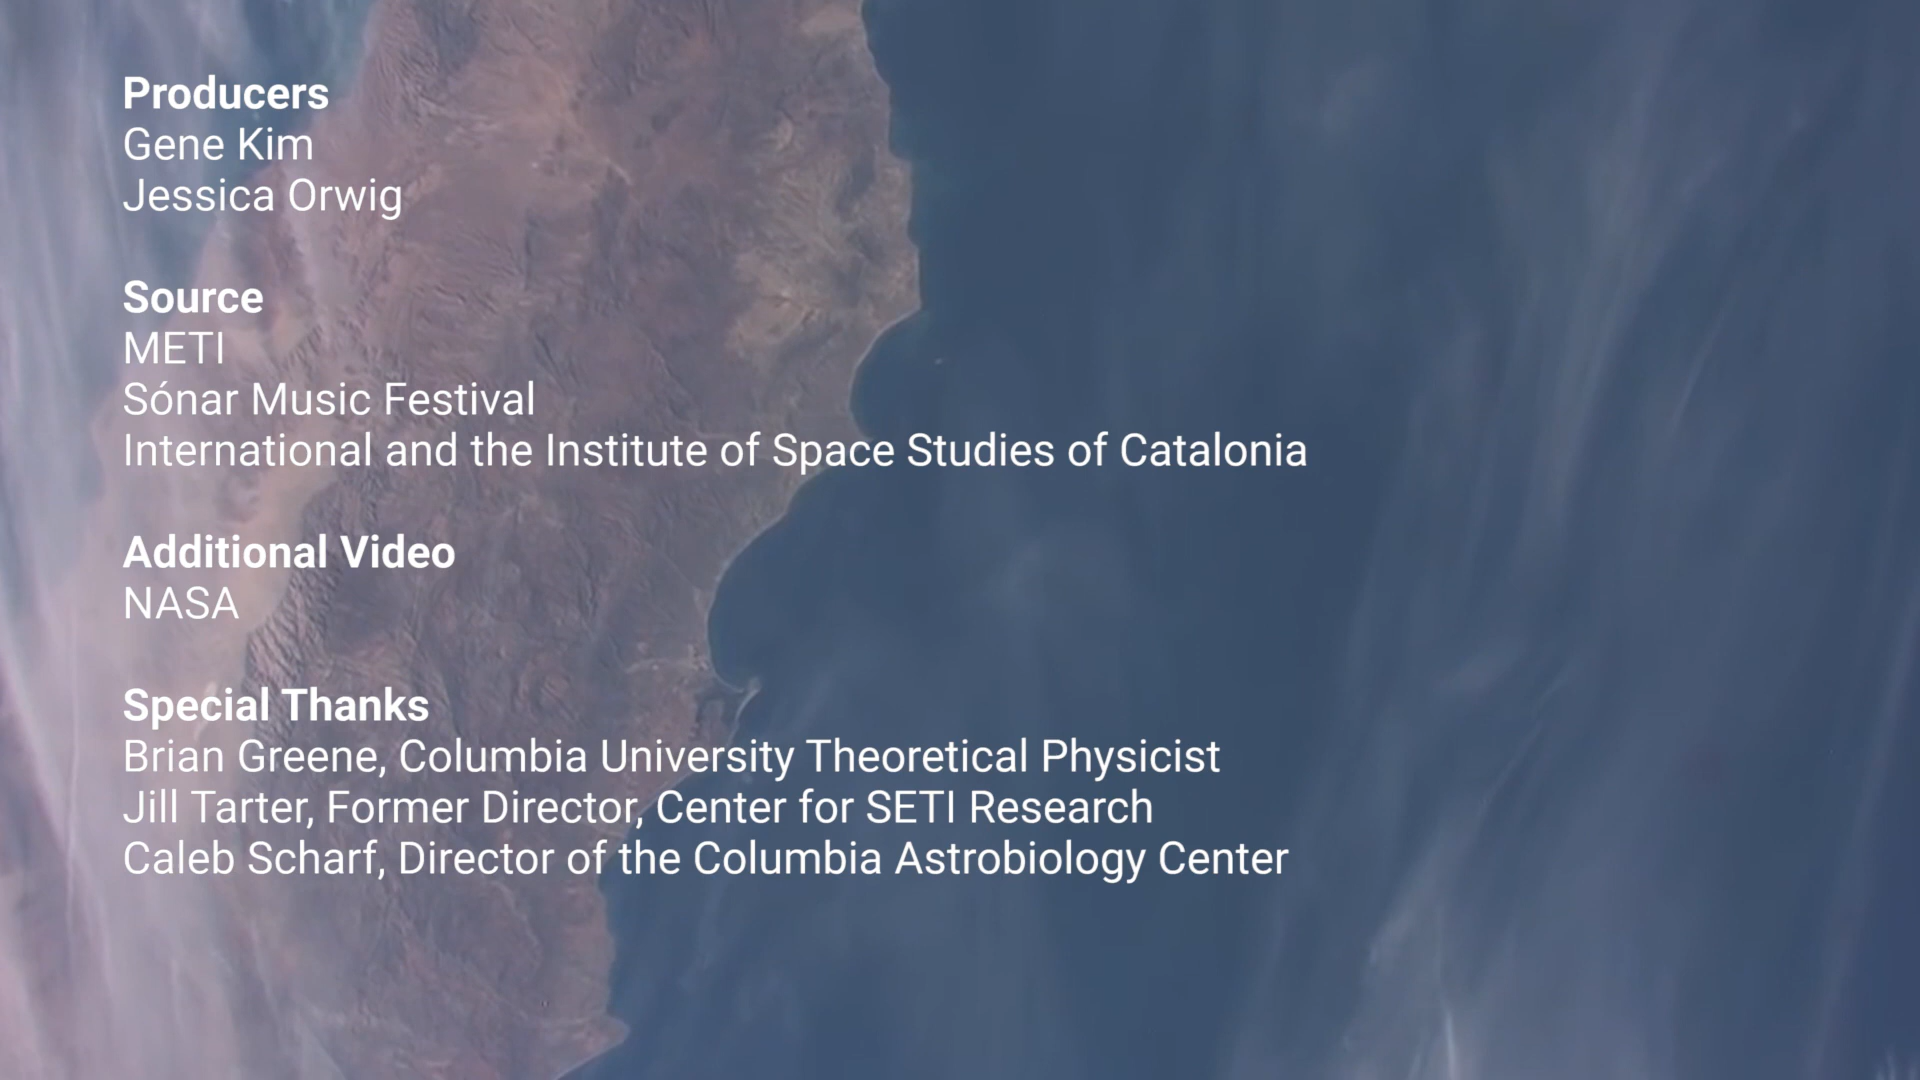 Producers
Gene Kim
Jessica Orwig
Source
METI
Sónar Music Festival
International and the Institute of Space Studies of Catalonia
Additional Video
NASA
Special Thanks
Brian Greene, Columbia University Theoretical Physicist
Jill Tarter, Former Director, Center for SETI Research
Caleb Scharf, Director of the Columbia Astrobiology Center